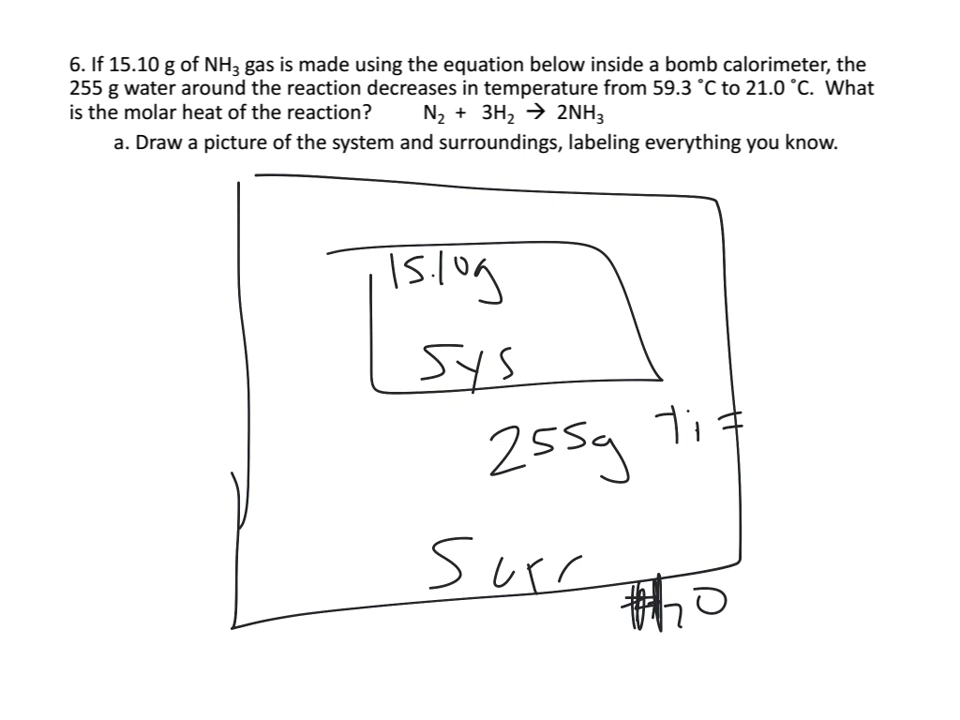 6. If 15.10 g of NH₃ gas is made using the equation below inside a bomb calorimeter, the
255 g water around the reaction decreases in temperature from 59.3 ˚C to 21.0 ˚C. What
is the molar heat of the reaction? N₂ + 3H₂ → 2NH₃
a. Draw a picture of the system and surroundings, labeling everything you know.
15.10g
Sys
255g Ti =
Surr
H₂O